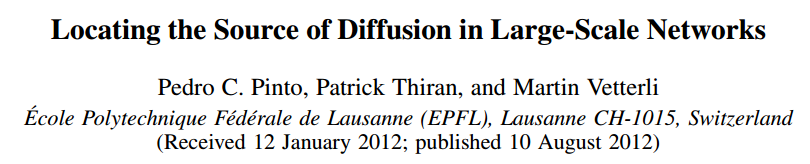 Locating the Source of Diffusion in Large-Scale Networks
Pedro C. Pinto, Patrick Thiran, and Martin Vetterli
École Polytechnique Fédérale de Lausanne (EPFL), Lausanne CH-1015, Switzerland
(Received 12 January 2012; published 10 August 2012)